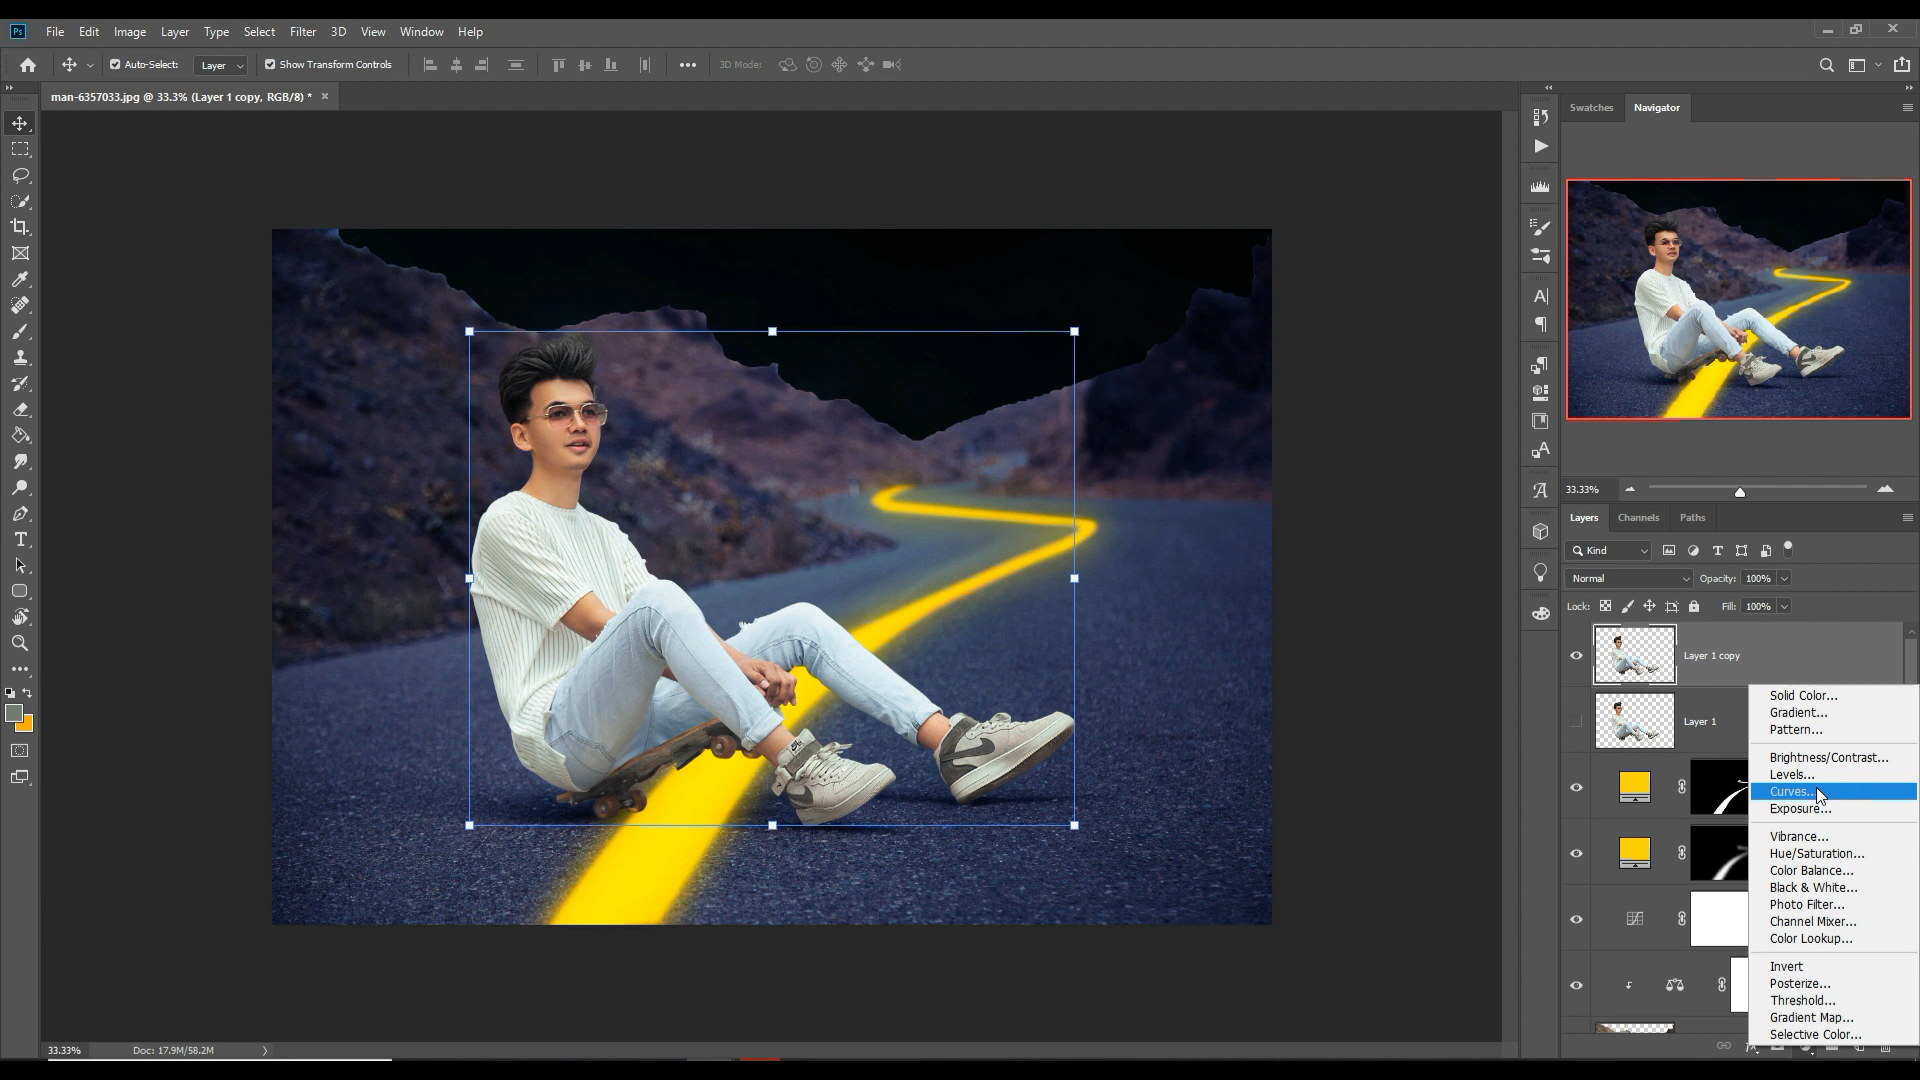 Ps File Edit Image Layer Type Select Filter 3D View Window Help
Auto-Select: Layer Show Transform Controls 3D Mode:
man-6357033.jpg @ 33.3% (Layer 1 copy, RGB/8) *
Swatches Navigator
33.33%
Layers Channels Paths
Kind
Normal Opacity: 100%
Lock: Fill: 100%
Layer 1 copy
Layer 1
Solid Color...
Gradient...
Pattern...
Brightness/Contrast...
Levels...
Curves...
Exposure...
Vibrance...
Hue/Saturation...
Color Balance...
Black & White...
Photo Filter...
Channel Mixer...
Color Lookup...
Invert
Posterize...
Threshold...
Gradient Map...
Selective Color...
33.33% Doc: 17.9M/58.2M